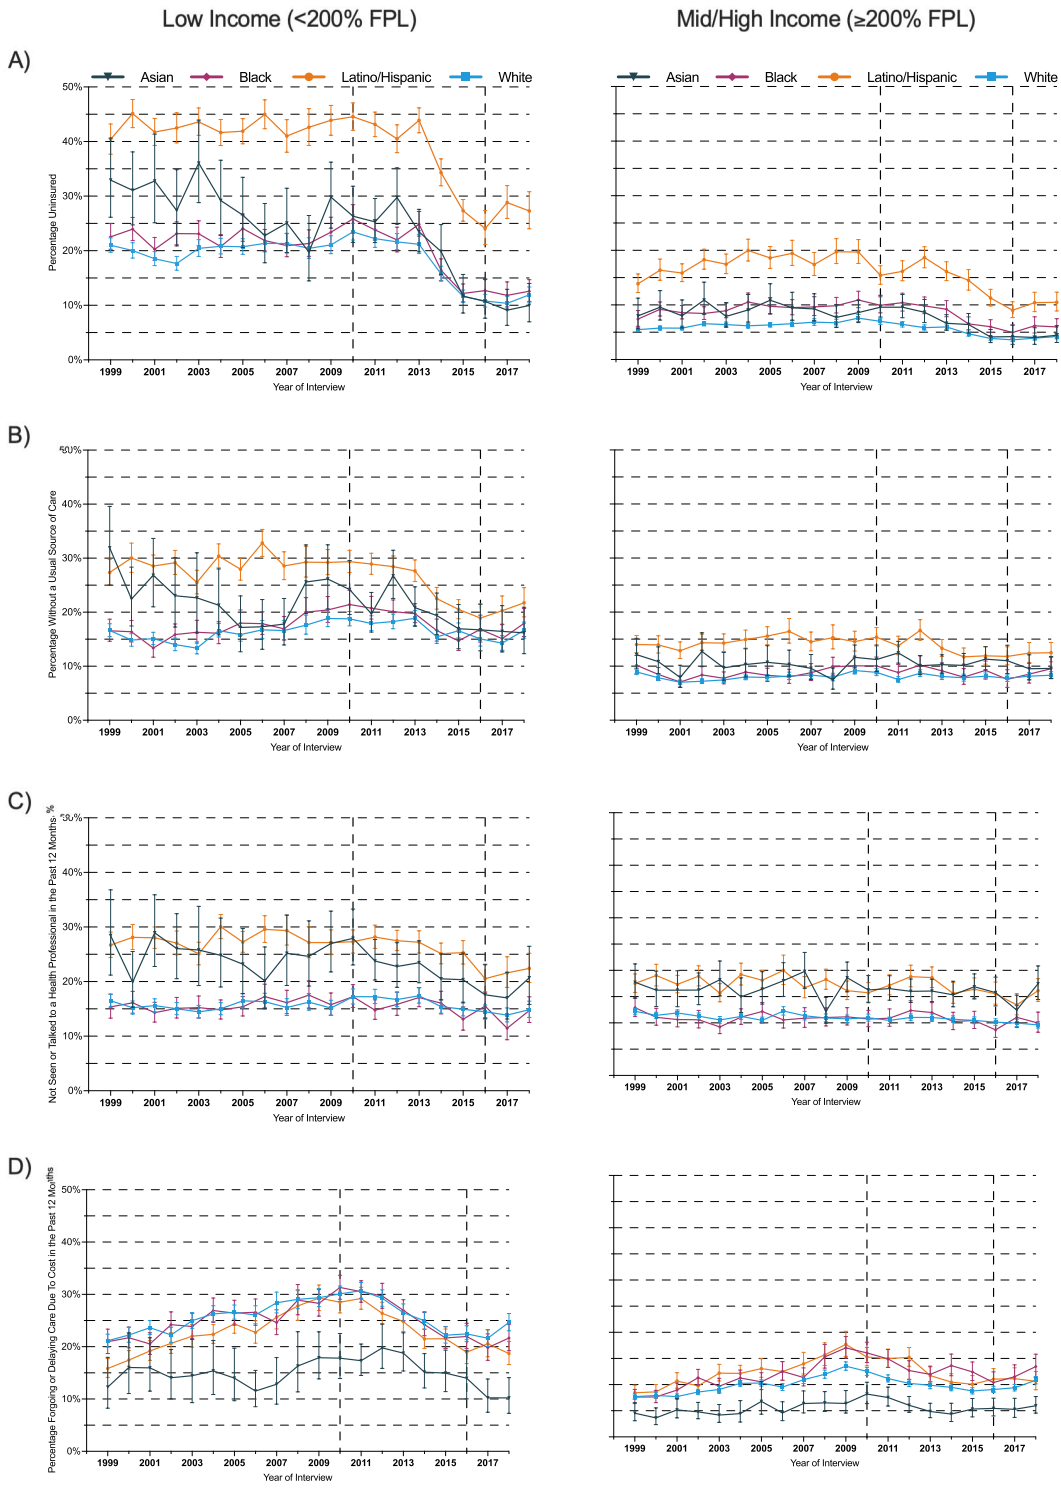 Low Income (<200% FPL)
Mid/High Income (≥200% FPL)
A)
Asian Black Latino/Hispanic White
Asian Black Latino/Hispanic White
Percentage Uninsured
50%
40%
30%
20%
10%
0%
1999 2001 2003 2005 2007 2009 2011 2013 2015 2017
Year of Interview
1999 2001 2003 2005 2007 2009 2011 2013 2015 2017
Year of Interview
B)
Percentage Without a Usual Source of Care
50%
40%
30%
20%
10%
0%
1999 2001 2003 2005 2007 2009 2011 2013 2015 2017
Year of Interview
1999 2001 2003 2005 2007 2009 2011 2013 2015 2017
Year of Interview
C)
Not Seen or Talked to a Health Professional in the Past 12 Months %
50%
40%
30%
20%
10%
0%
1999 2001 2003 2005 2007 2009 2011 2013 2015 2017
Year of Interview
1999 2001 2003 2005 2007 2009 2011 2013 2015 2017
Year of Interview
D)
Percentage Forgoing or Delaying Care Due To Cost in the Past 12 Months
50%
40%
30%
20%
10%
0%
1999 2001 2003 2005 2007 2009 2011 2013 2015 2017
Year of Interview
1999 2001 2003 2005 2007 2009 2011 2013 2015 2017
Year of Interview